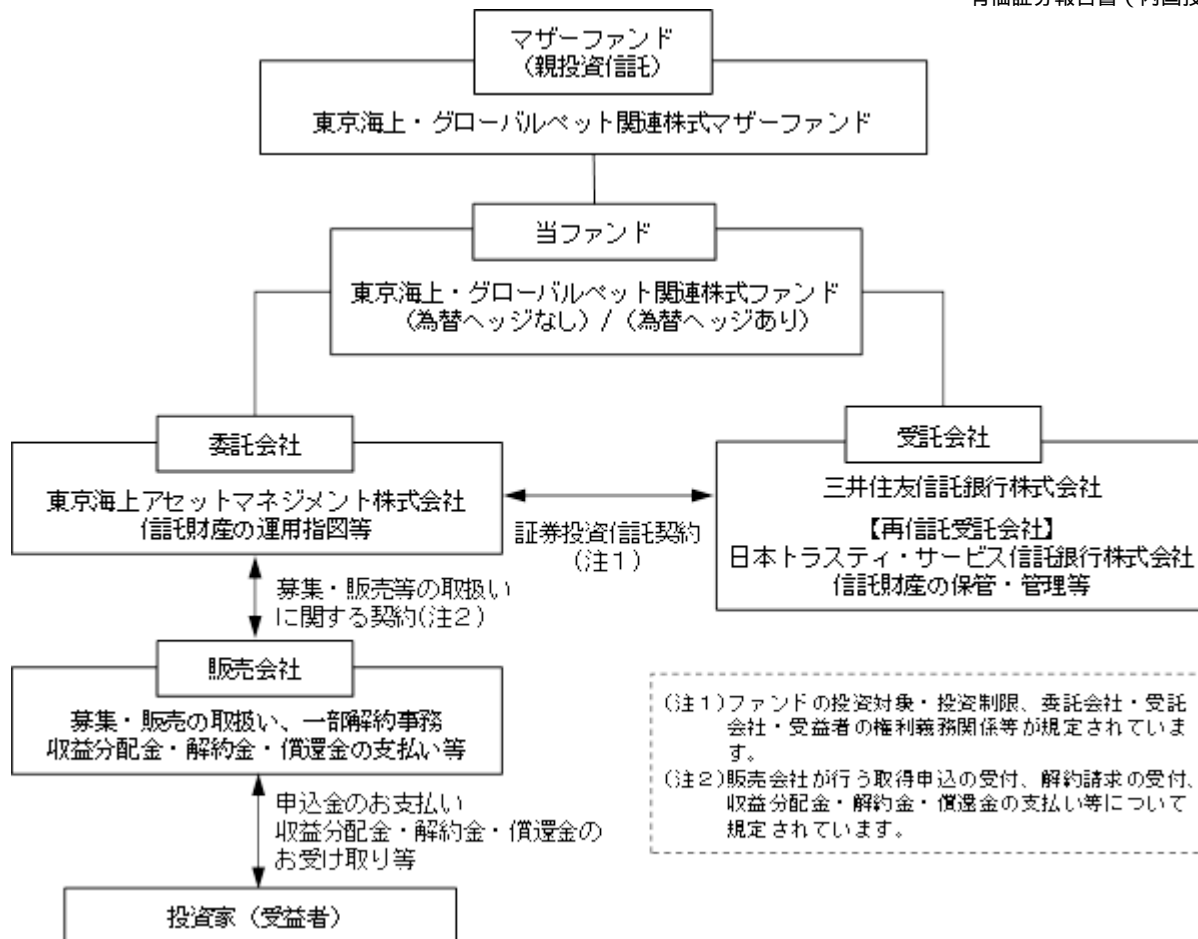 マザーファンド
（親投資信託）
東京海上・グローバルペット関連株式マザーファンド
当ファンド
東京海上・グローバルペット関連株式ファンド
（為替ヘッジなし）/（為替ヘッジあり）
委託会社
東京海上アセットマネジメント株式会社
信託財産の運用指図等
証券投資信託契約
（注１）
受託会社
三井住友信託銀行株式会社
【再信託受託会社】
日本トラスティ・サービス信託銀行株式会社
信託財産の保管・管理等
募集・販売等の取扱い
に関する契約(注２)
販売会社
募集・販売の取扱い、一部解約事務
収益分配金・解約金・償還金の支払い等
申込金のお支払い
収益分配金・解約金・償還金の
お受け取り等
投資家（受益者）
(注１)ファンドの投資対象・投資制限、委託会社・受託
会社・受益者の権利義務関係等が規定されていま
す。
(注２)販売会社が行う取得申込の受付、解約請求の受付、
収益分配金・解約金・償還金の支払い等について
規定されています。